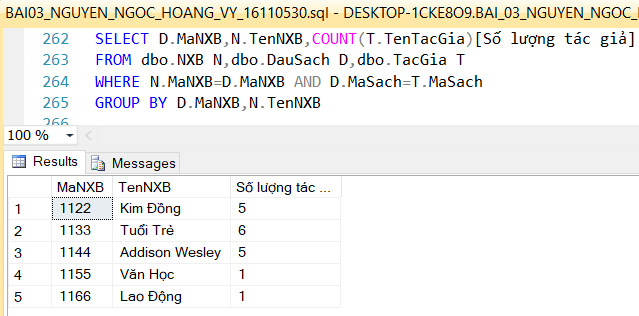 BAI03_NGUYEN_NGOC_HOANG_VY_16110530.sql - DESKTOP-1CKE8O9.BAI_03_NGUYEN_NGOC_
262 SELECT D.MaNXB,N.TenNXB,COUNT(T.TenTacGia)[Số lượng tác giả]
263 FROM dbo.NXB N,dbo.DauSach D,dbo.TacGia T
264 WHERE N.MaNXB=D.MaNXB AND D.MaSach=T.MaSach
265 GROUP BY D.MaNXB,N.TenNXB
266
100 %
Results Messages
MaNXB TenNXB Số lượng tác ...
1 1122 Kim Đồng 5
2 1133 Tuổi Trẻ 6
3 1144 Addison Wesley 5
4 1155 Văn Học 1
5 1166 Lao Động 1